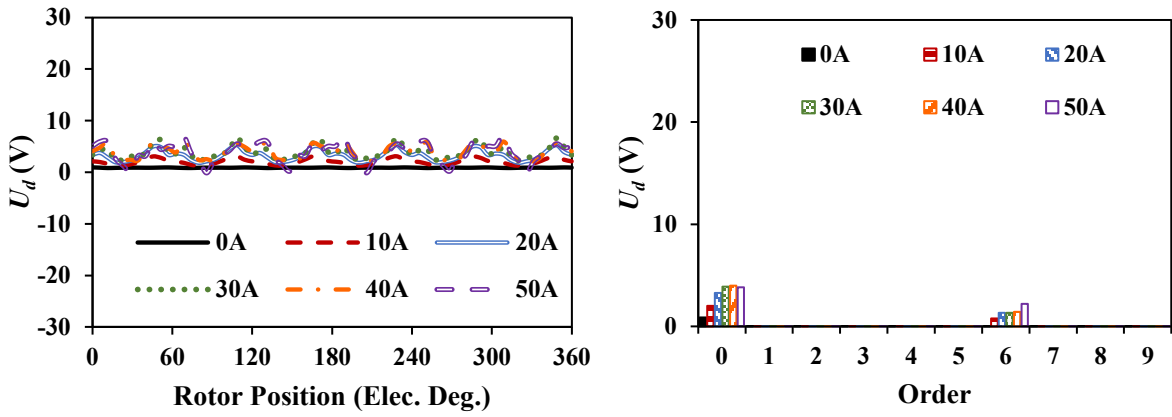 30
20
10
0
-10
-20
-30
U_d (V)
0A 10A 20A
30A 40A 50A
0 60 120 180 240 300 360
Rotor Position (Elec. Deg.)
30
20
10
0
U_d (V)
0A 10A 20A
30A 40A 50A
0 1 2 3 4 5 6 7 8 9
Order